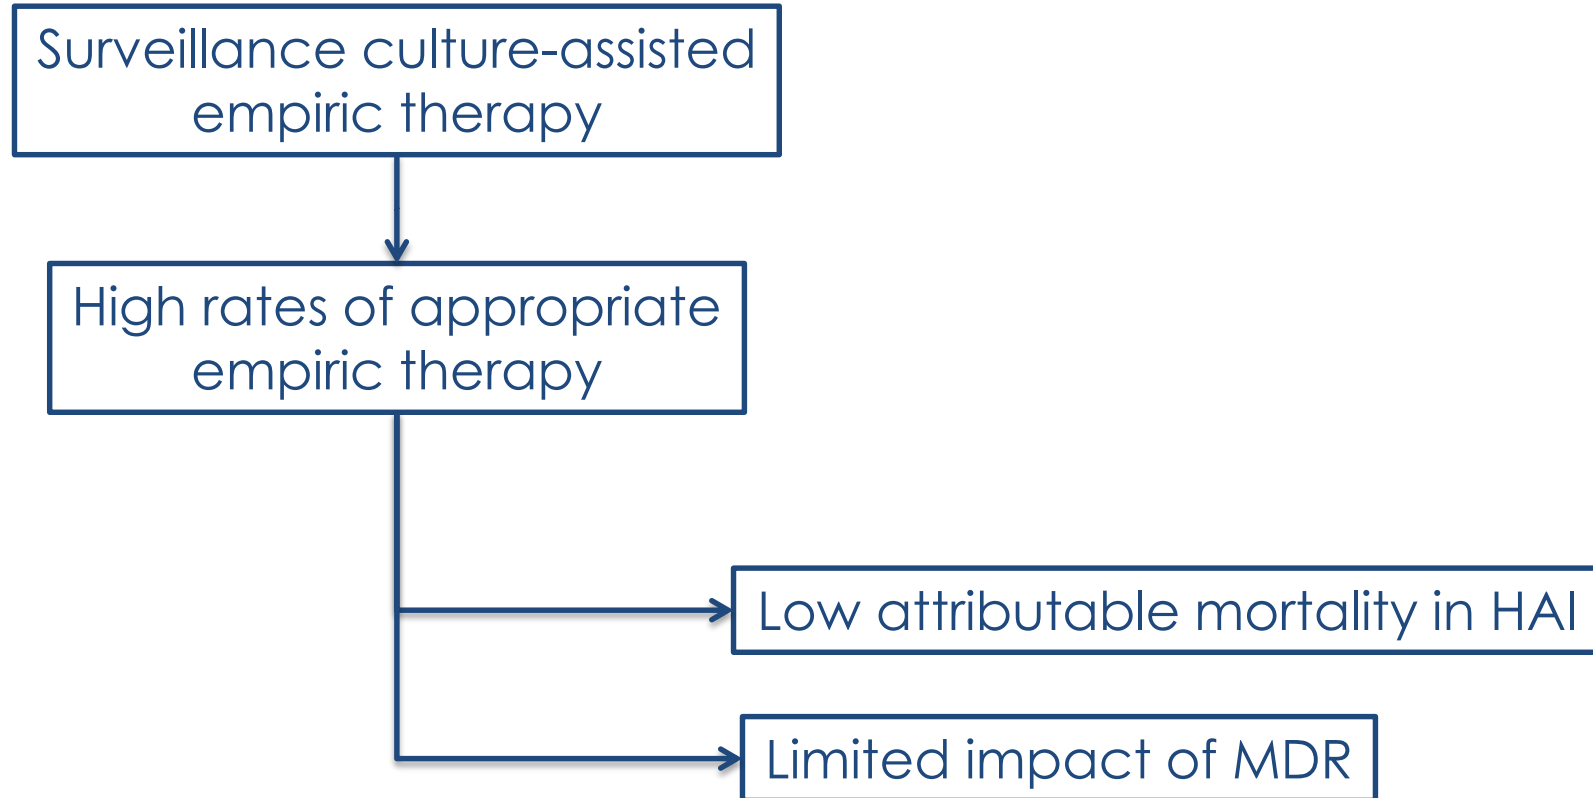 Surveillance culture-assisted
empiric therapy
High rates of appropriate
empiric therapy
Low attributable mortality in HAI
Limited impact of MDR